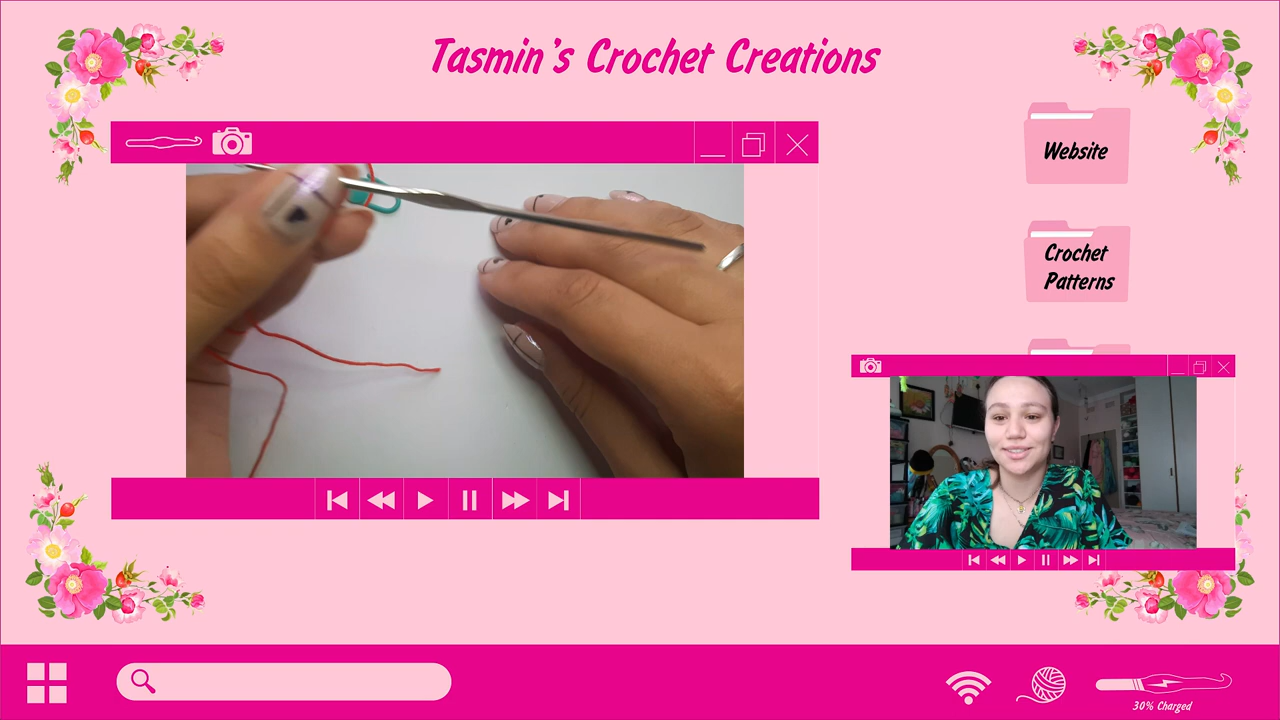 Tasmin's Crochet Creations
Website
Crochet
Patterns
30% Charged